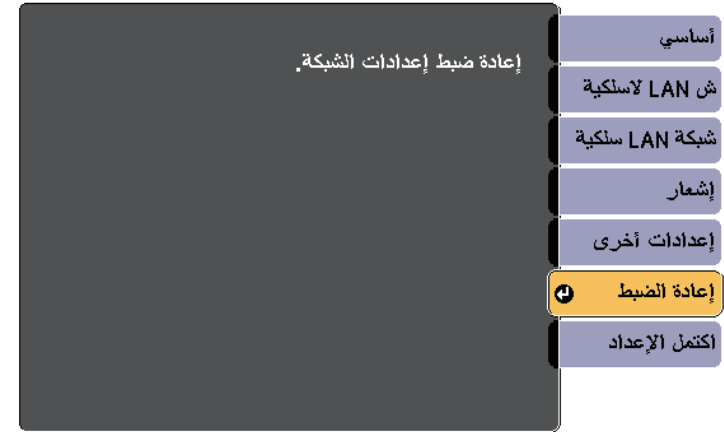 أساسي
ش LAN لاسلكية
شبكة LAN سلكية
إشعار
إعدادات أخرى
إعادة الضبط
اكتمل الإعداد
إعادة ضبط إعدادات الشبكة.